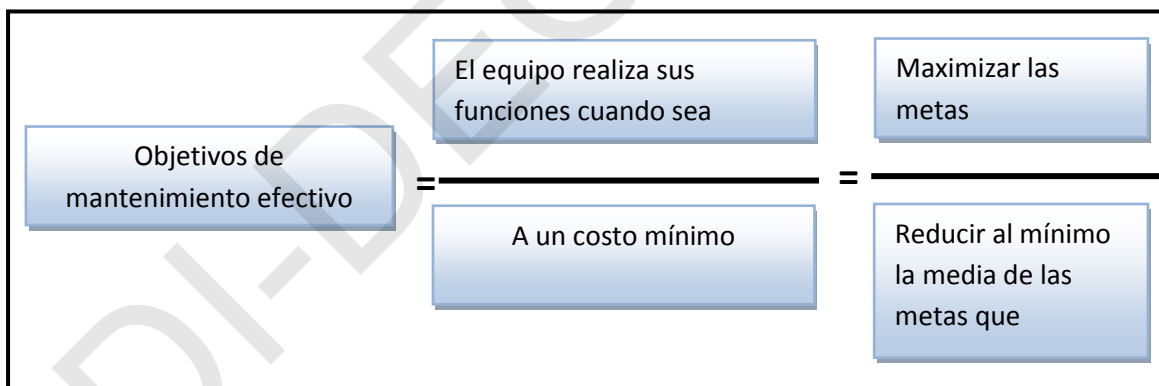 Objetivos de
mantenimiento efectivo
=
El equipo realiza sus
funciones cuando sea
A un costo mínimo
=
Maximizar las
metas
Reducir al mínimo
la media de las
metas que